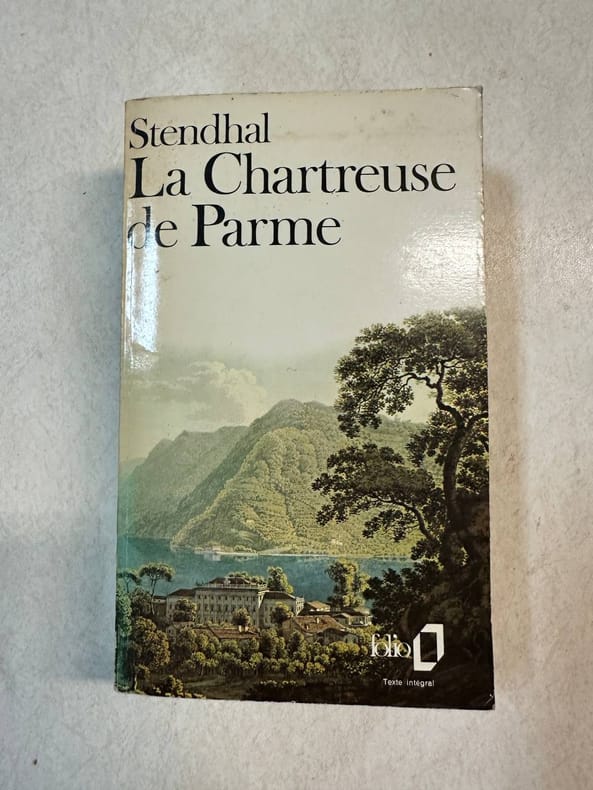 Stendhal
La Chartreuse
de Parme
folio
Texte intégral